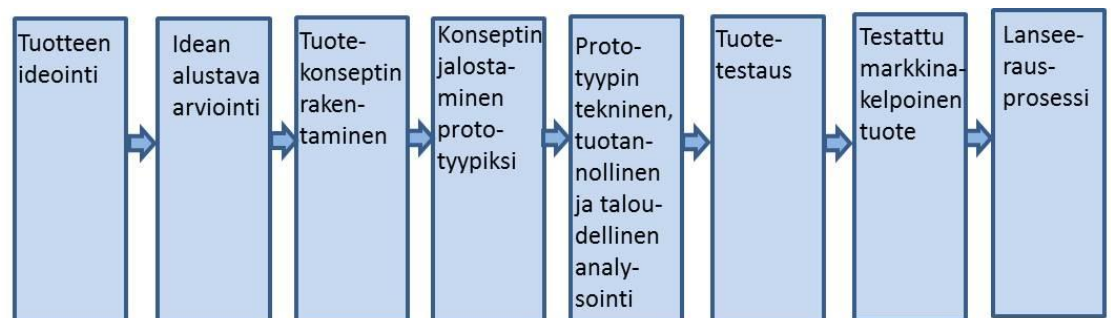 Tuotteen
ideointi
Idean
alustava
arviointi
Tuote-
konseptin
raken-
taminen
Konseptin
jalosta-
minen
proto-
tyypiksi
Proto-
tyypin
tekninen,
tuotan-
nollinen
ja talou-
dellinen
analy-
sointi
Tuote-
testaus
Testattu
markkina-
kelpoinen
tuote
Lansee-
raus-
prosessi